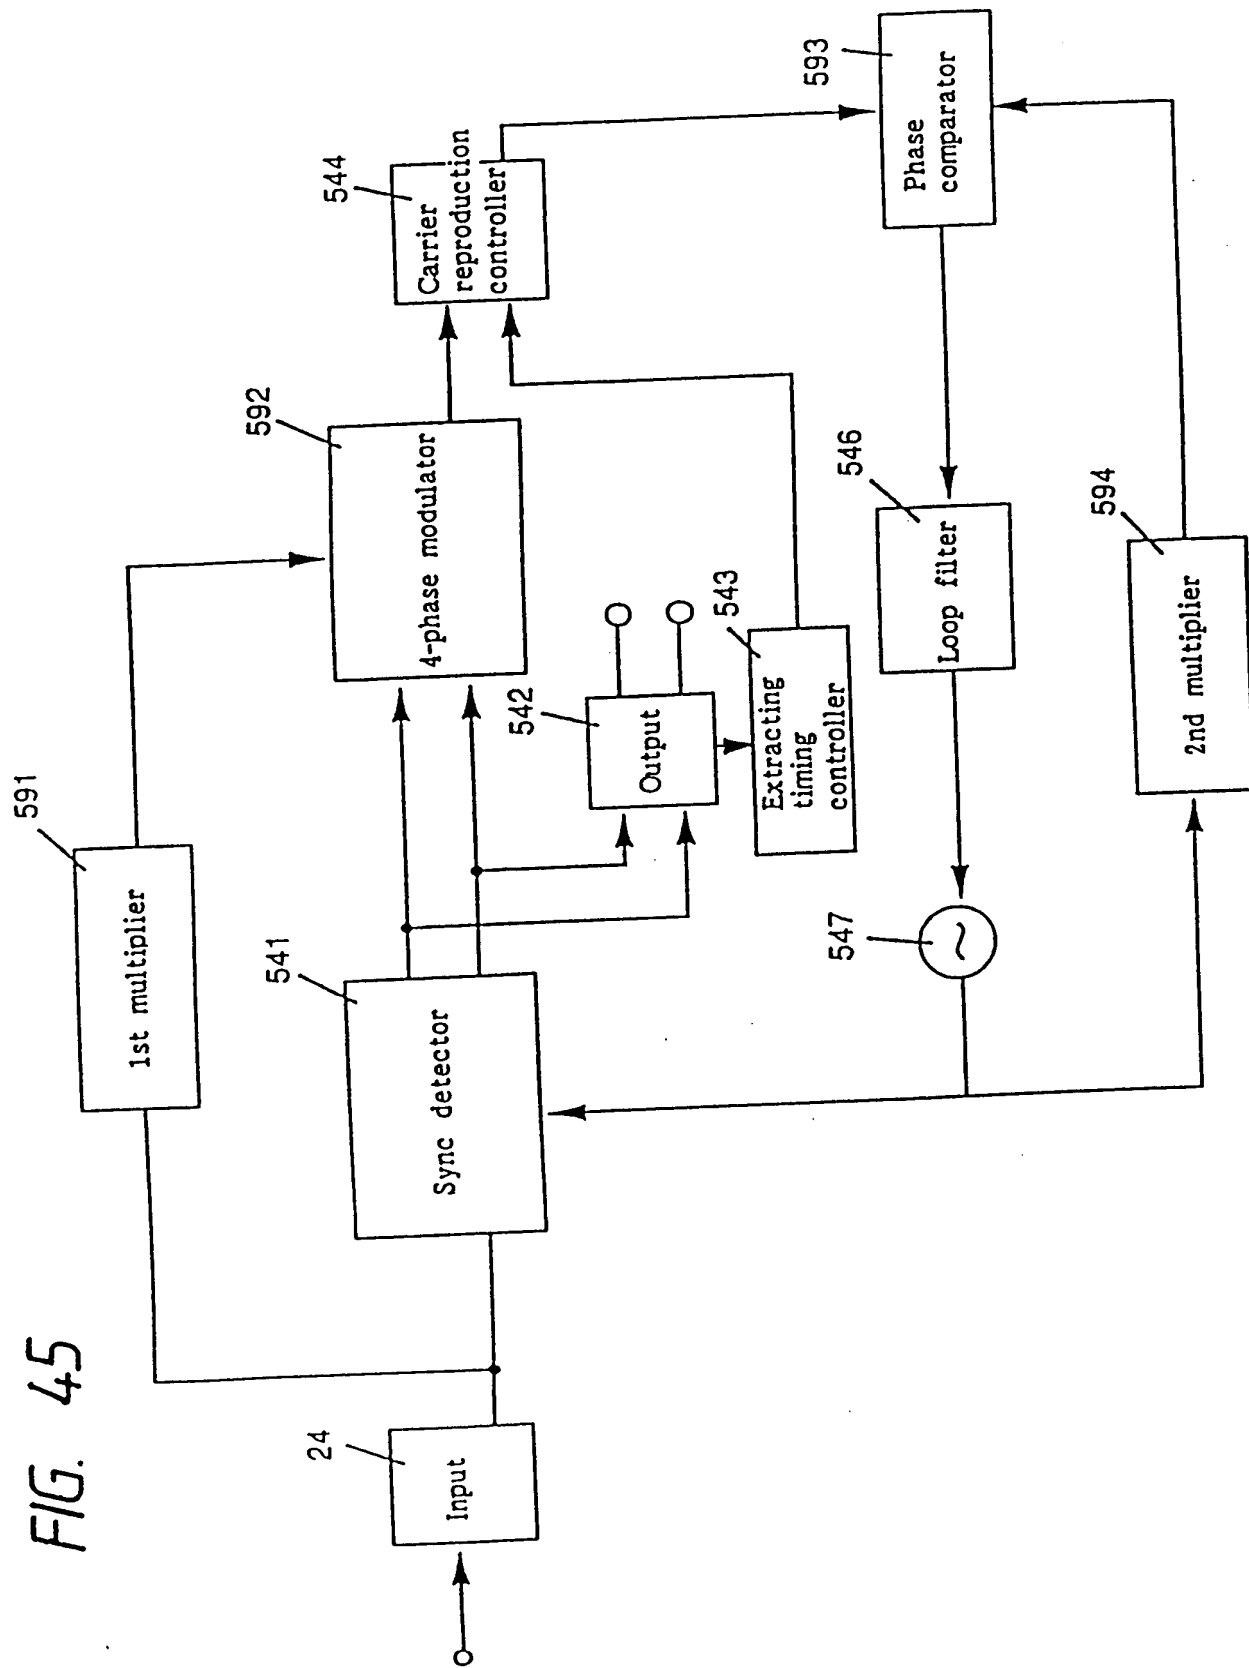 FIG. 45
24
Input
591
1st multiplier
541
Sync detector
592
4-phase modulator
542
Output
543
Extracting
timing
controller
544
Carrier
reproduction
controller
593
Phase
comparator
546
Loop filter
547
~
594
2nd multiplier